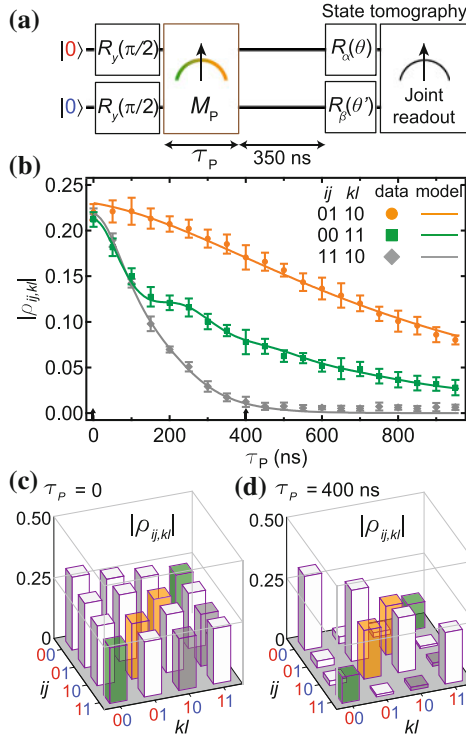 (a)
State tomography
|0⟩ R_y(π/2) R_α(θ)
M_P Joint readout
|0⟩ R_y(π/2) R_β(θ')
τ_P 350 ns
(b)
0.25
0.20
0.15
0.10
0.05
0.00
|ρ_ij,kl|
ij kl data model
01 10
00 11
11 10
0 200 400 600 800
τ_P (ns)
(c) τ_P = 0
0.50
0.25
0
|ρ_ij,kl|
00
01
10
11
ij
00
01
10
11
kl
(d) τ_P = 400 ns
0.50
0.25
0
|ρ_ij,kl|
00
01
10
11
ij
00
01
10
11
kl